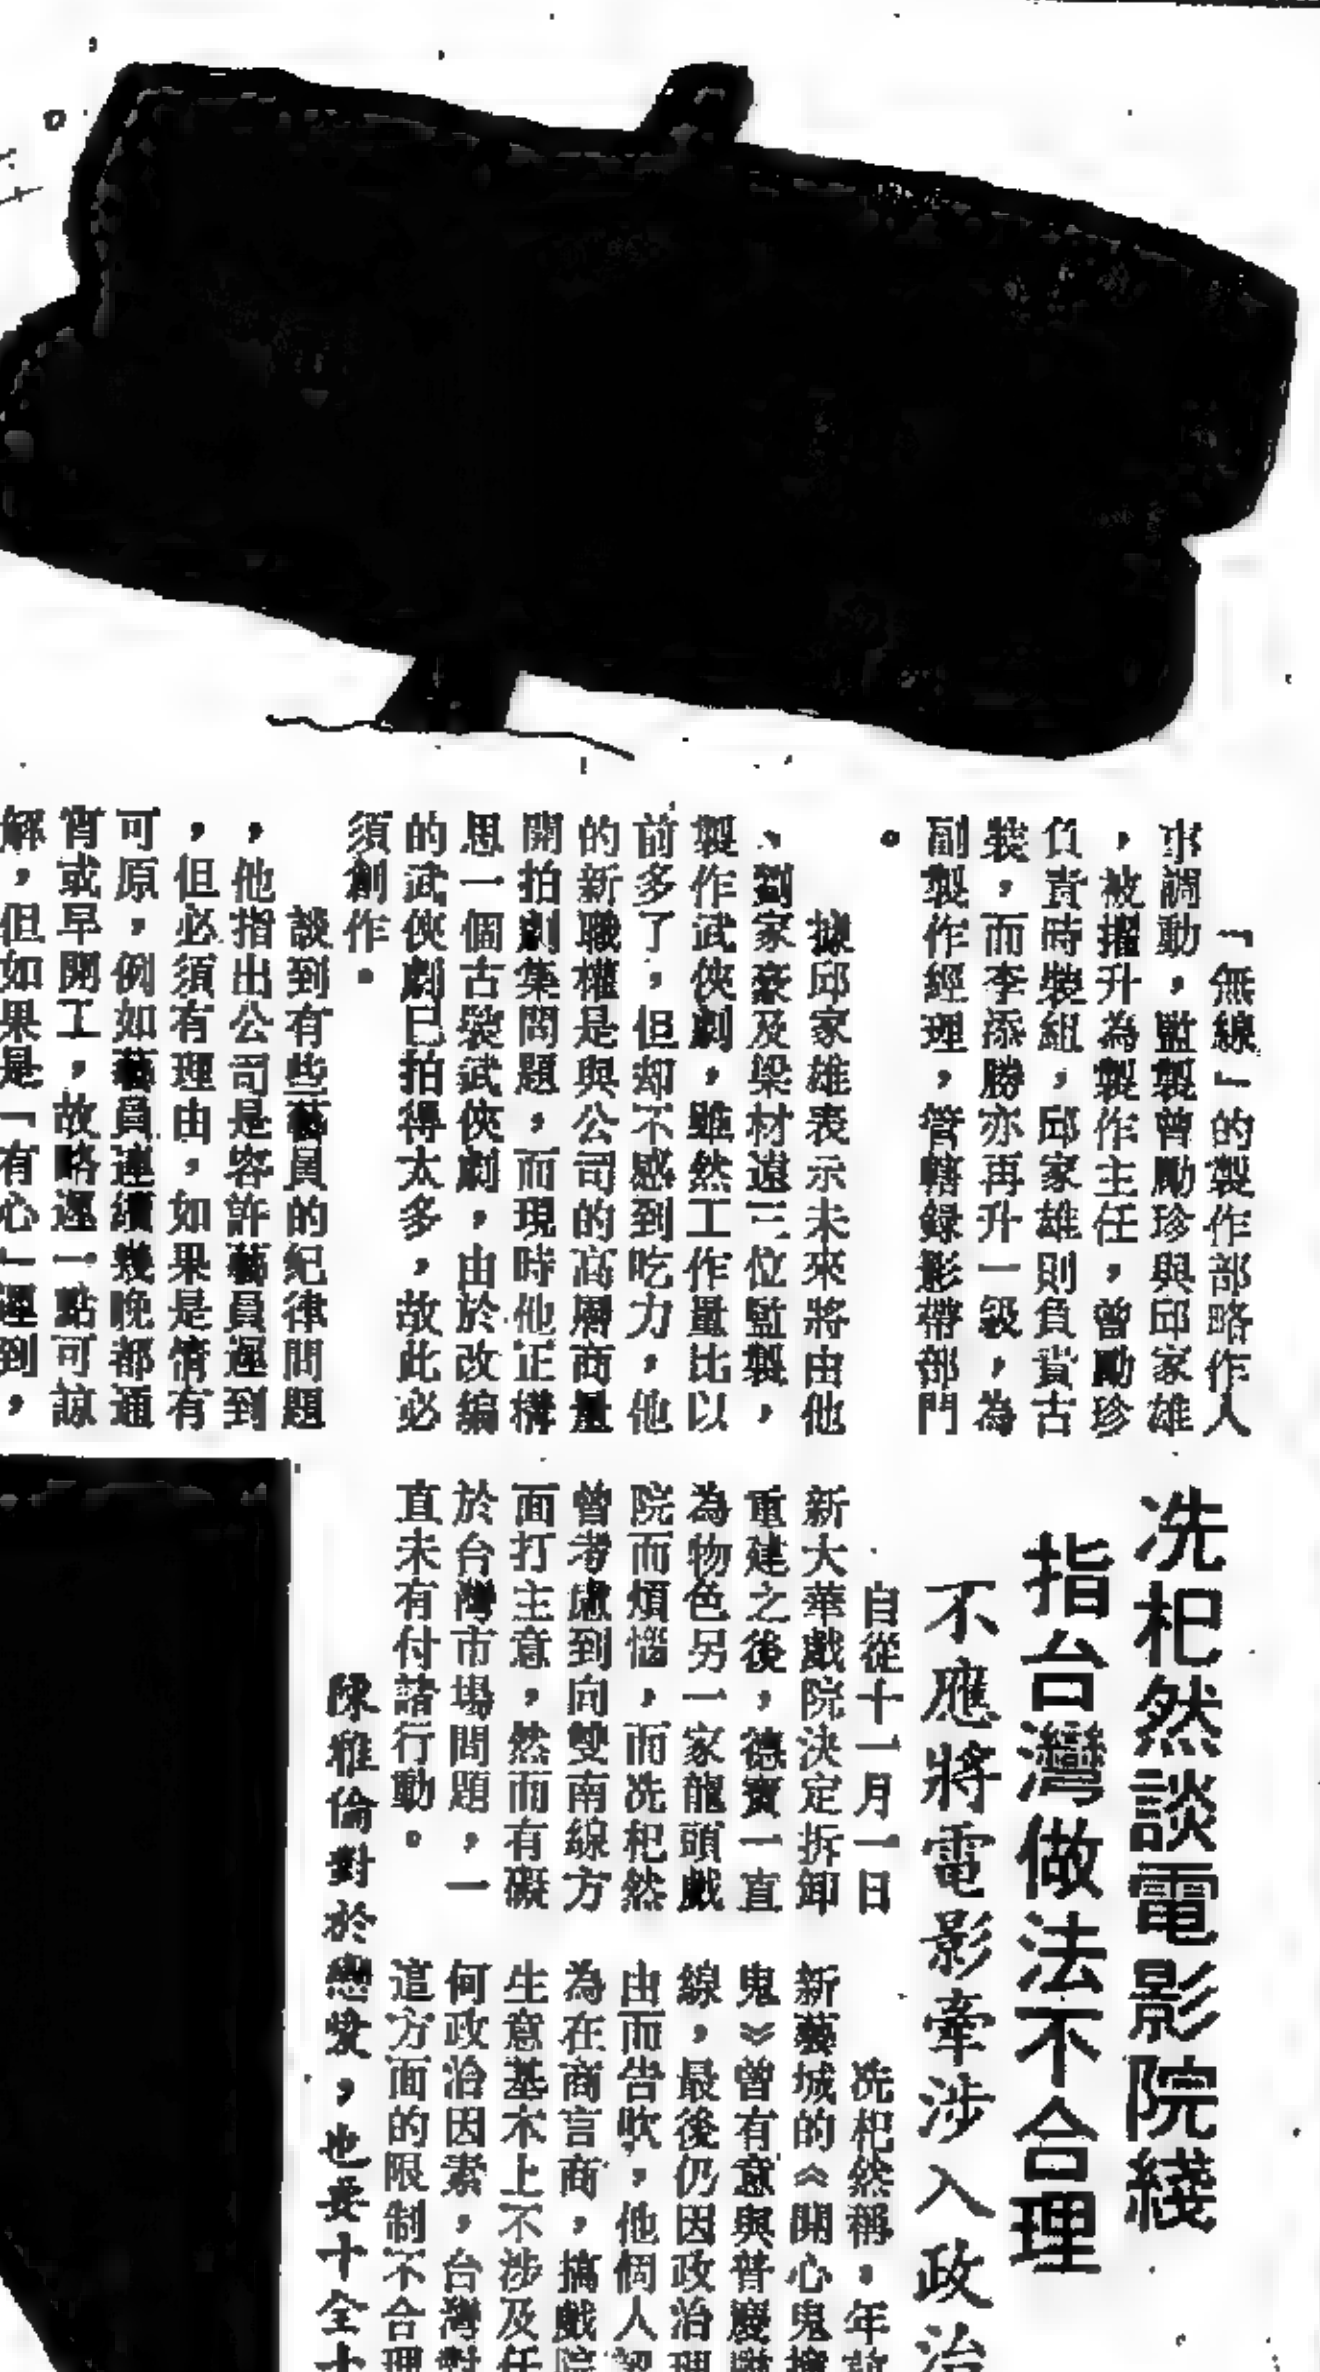 「無線」的製作部略作人
事調動，監製曾勵珍與邱家雄
，被擢升為製作主任，曾勵珍
負責時裝組，邱家雄則負責古
裝，而李添勝亦再升一級，為
副製作經理，管轄録影帶部門
。
據邱家雄表示未來將由他
、劉家豪及梁材遠三位監製，
製作武俠劇，雖然工作量比以
前多了，但却不感到吃力，他
的新職權是與公司的高層商量
開拍劇集問題，而現時他正構
思一個古裝武俠劇，由於改編
的武俠劇已拍得太多，故此必
須創作。
談到有些藝員的紀律問題
，他指出公司是容許藝員遲到
，但必須有理由，如果是情有
可原，例如藝員連續幾晚都通
宵或早開工，故略遲一點可諒
解，但如果是「有心」遲到，
冼杞然談電影院綫
指台灣做法不合理
不應將電影牽涉入政治
自從十一月一日
新大華戲院決定拆卸
重建之後，德寶一直
為物色另一家龍頭戲
院而煩惱，而冼杞然
曾考慮到向雙南線方
面打主意，然而有礙
於台灣市場問題，一
直未有付諸行動。
冼杞然稱，年前
新藝城的《開心鬼撞
鬼》曾有意與普慶聯
線，最後仍因政治理
由而告吹，他個人認
為在商言商，搞戲院
生意基本上不涉及任
何政治因素，台灣對
這方面的限制不合理
陳雅倫對於戀愛，也要十全十